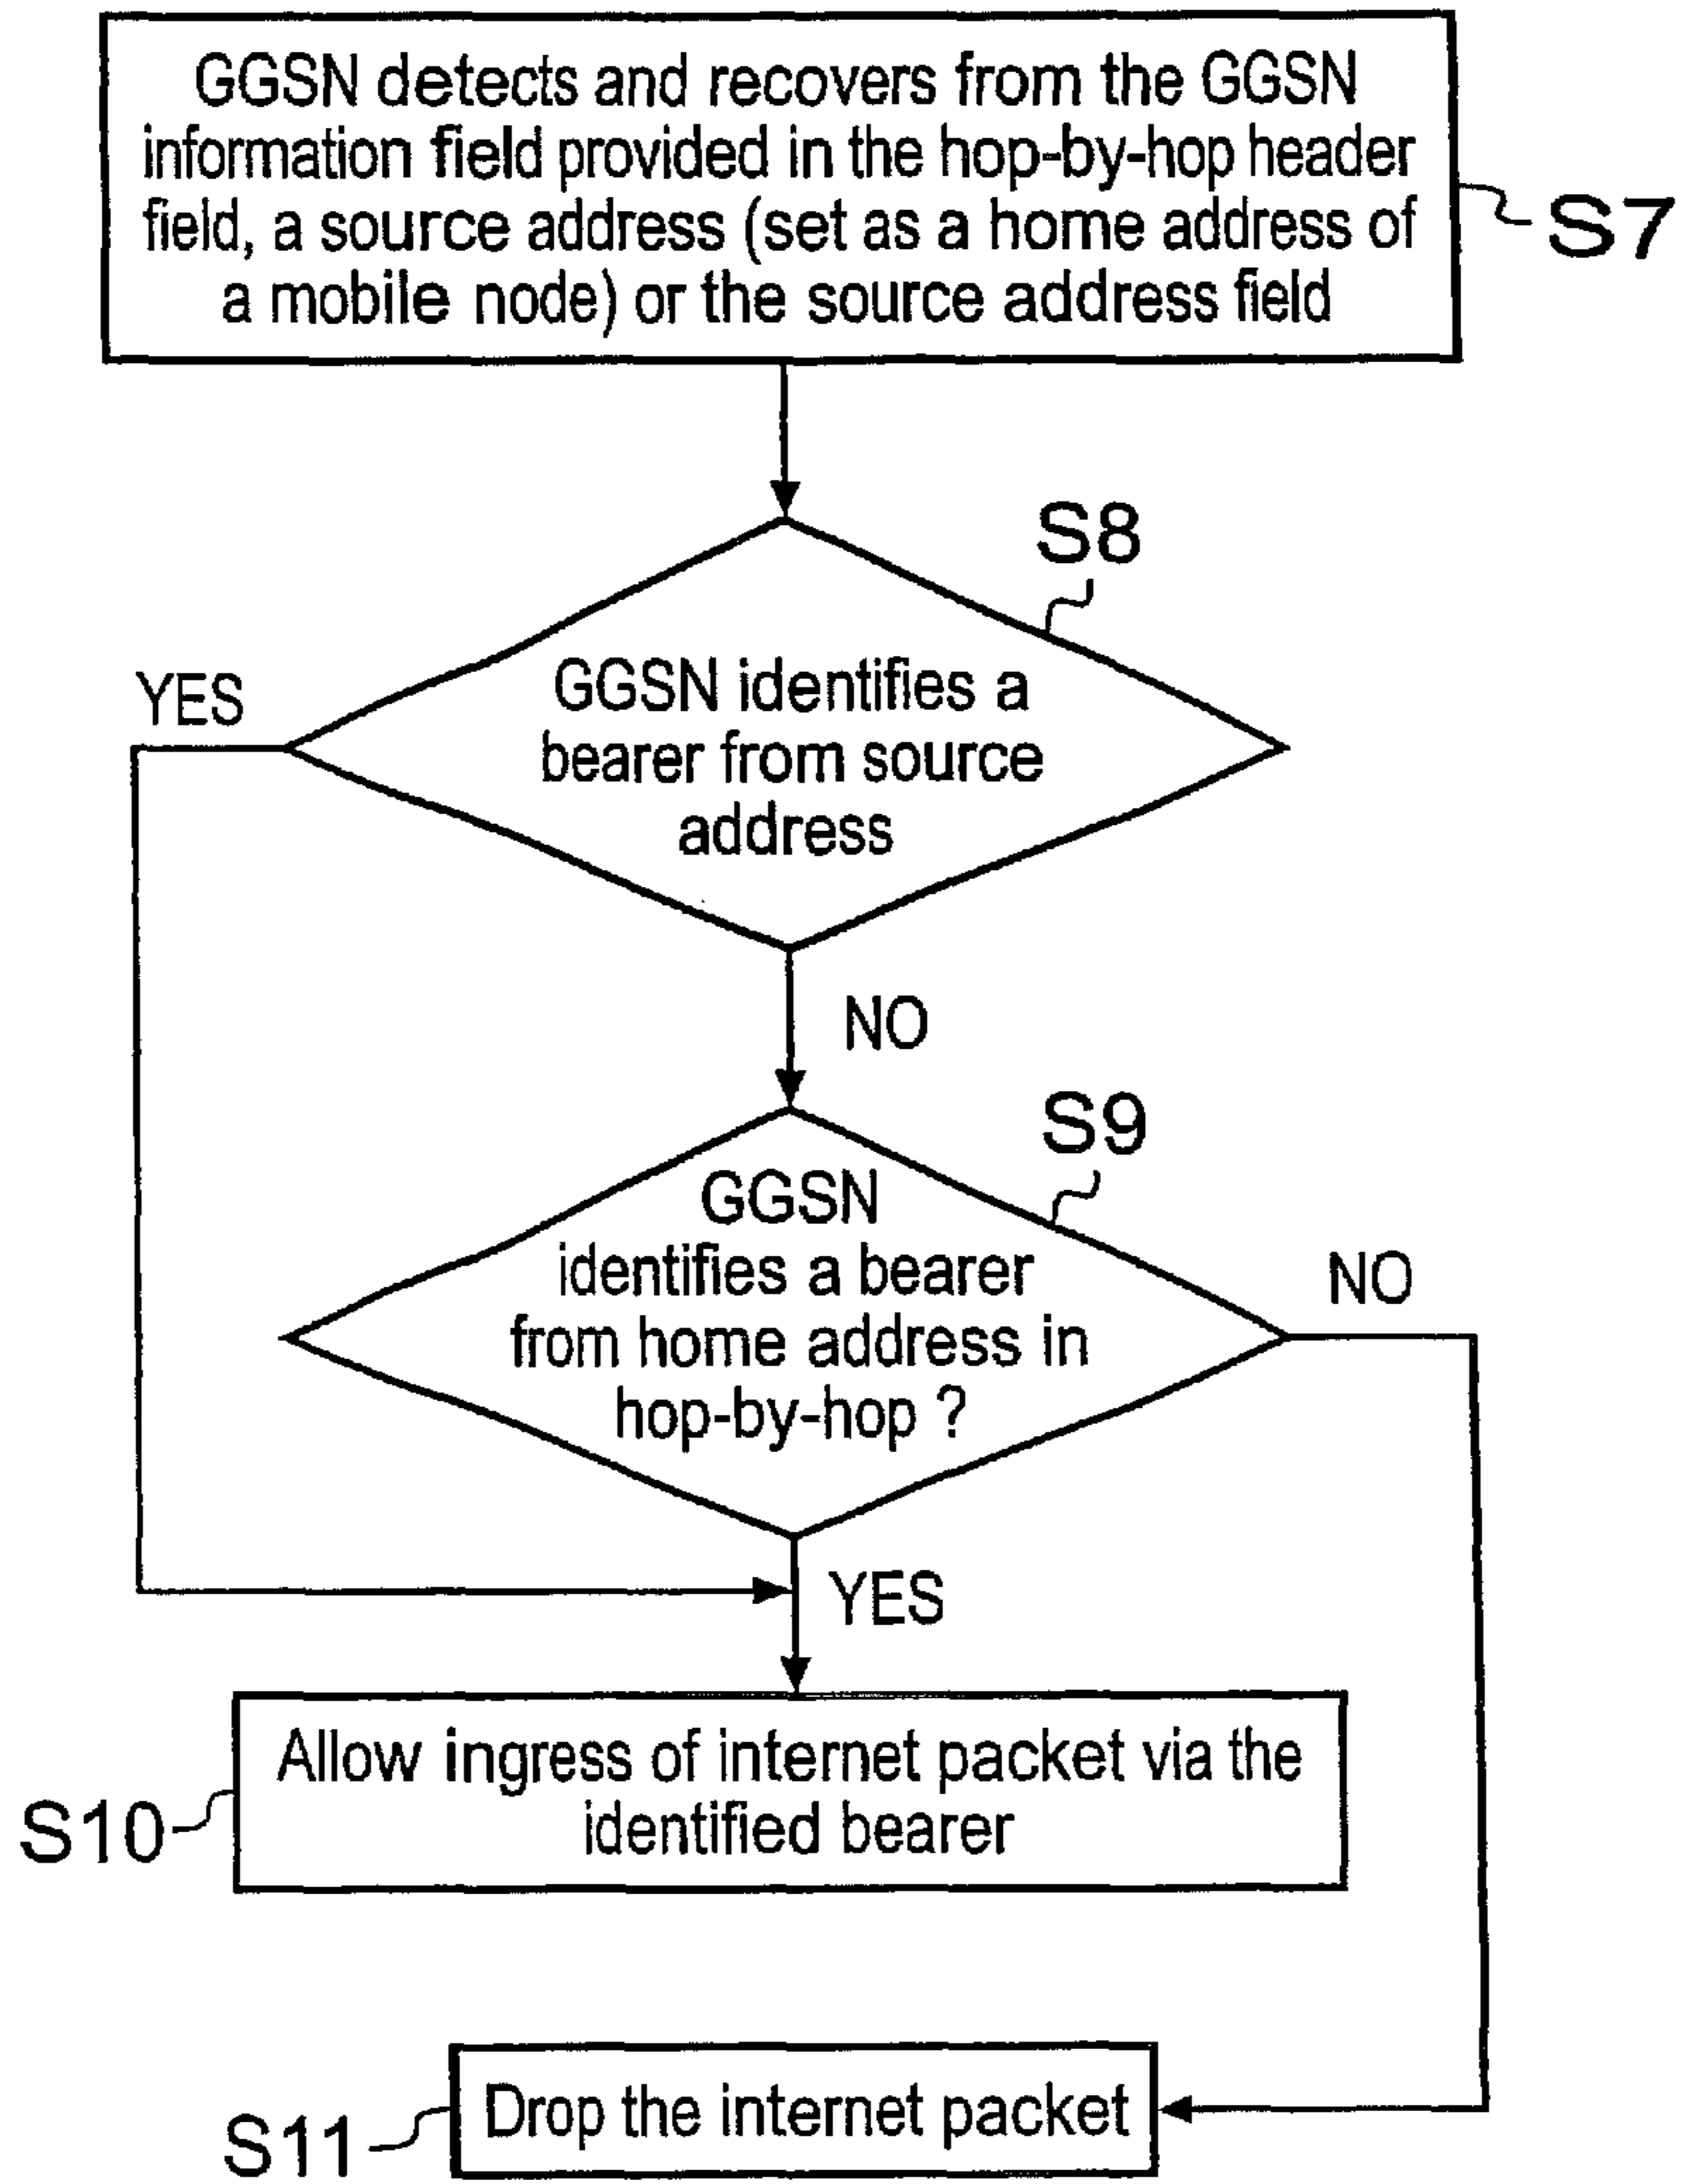 GGSN detects and recovers from the GGSN
information field provided in the hop-by-hop header
field, a source address (set as a home address of
a mobile node) or the source address field
S7
S8
GGSN identifies a
bearer from source
address
YES
NO
S9
GGSN
identifies a bearer
from home address in
hop-by-hop ?
NO
YES
Allow ingress of internet packet via the
identified bearer
S10
Drop the internet packet
S11